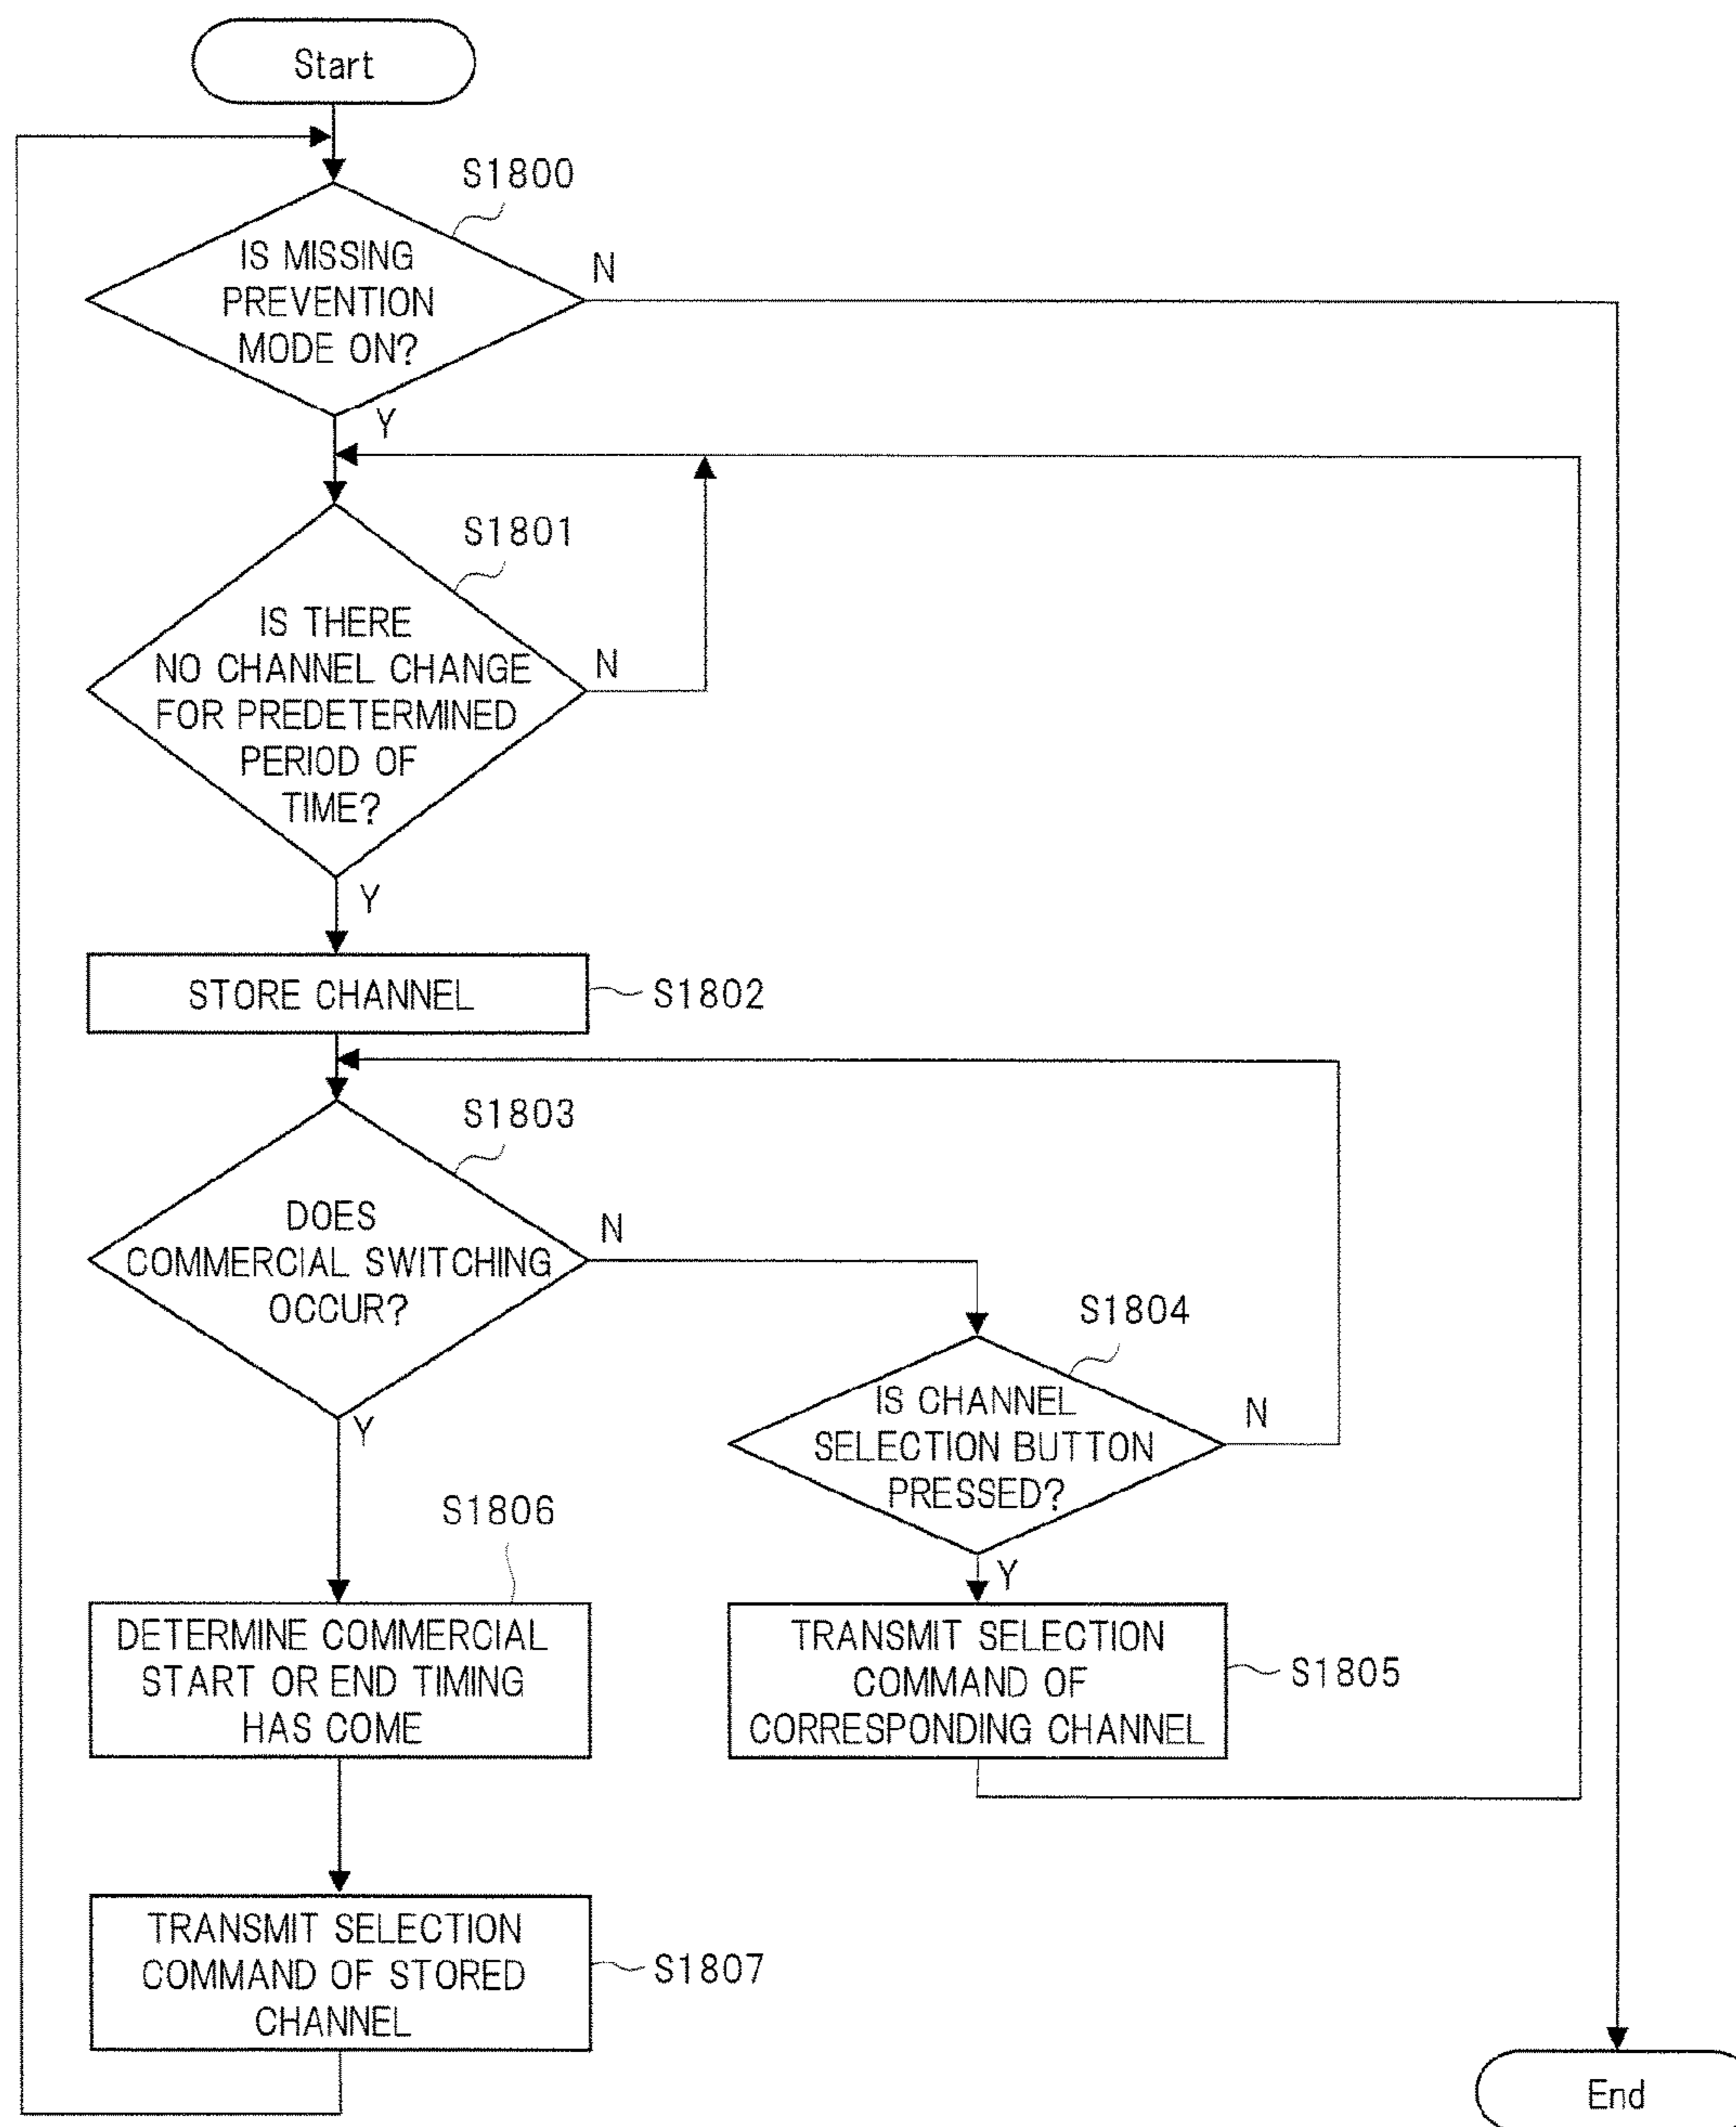 Start
S1800
IS MISSING
PREVENTION
MODE ON?
N
Y
S1801
IS THERE
NO CHANNEL CHANGE
FOR PREDETERMINED
PERIOD OF
TIME?
N
Y
STORE CHANNEL
S1802
S1803
DOES
COMMERCIAL SWITCHING
OCCUR?
N
Y
S1804
IS CHANNEL
SELECTION BUTTON
PRESSED?
N
Y
S1806
DETERMINE COMMERCIAL
START OR END TIMING
HAS COME
TRANSMIT SELECTION
COMMAND OF
CORRESPONDING CHANNEL
S1805
TRANSMIT SELECTION
COMMAND OF STORED
CHANNEL
S1807
End